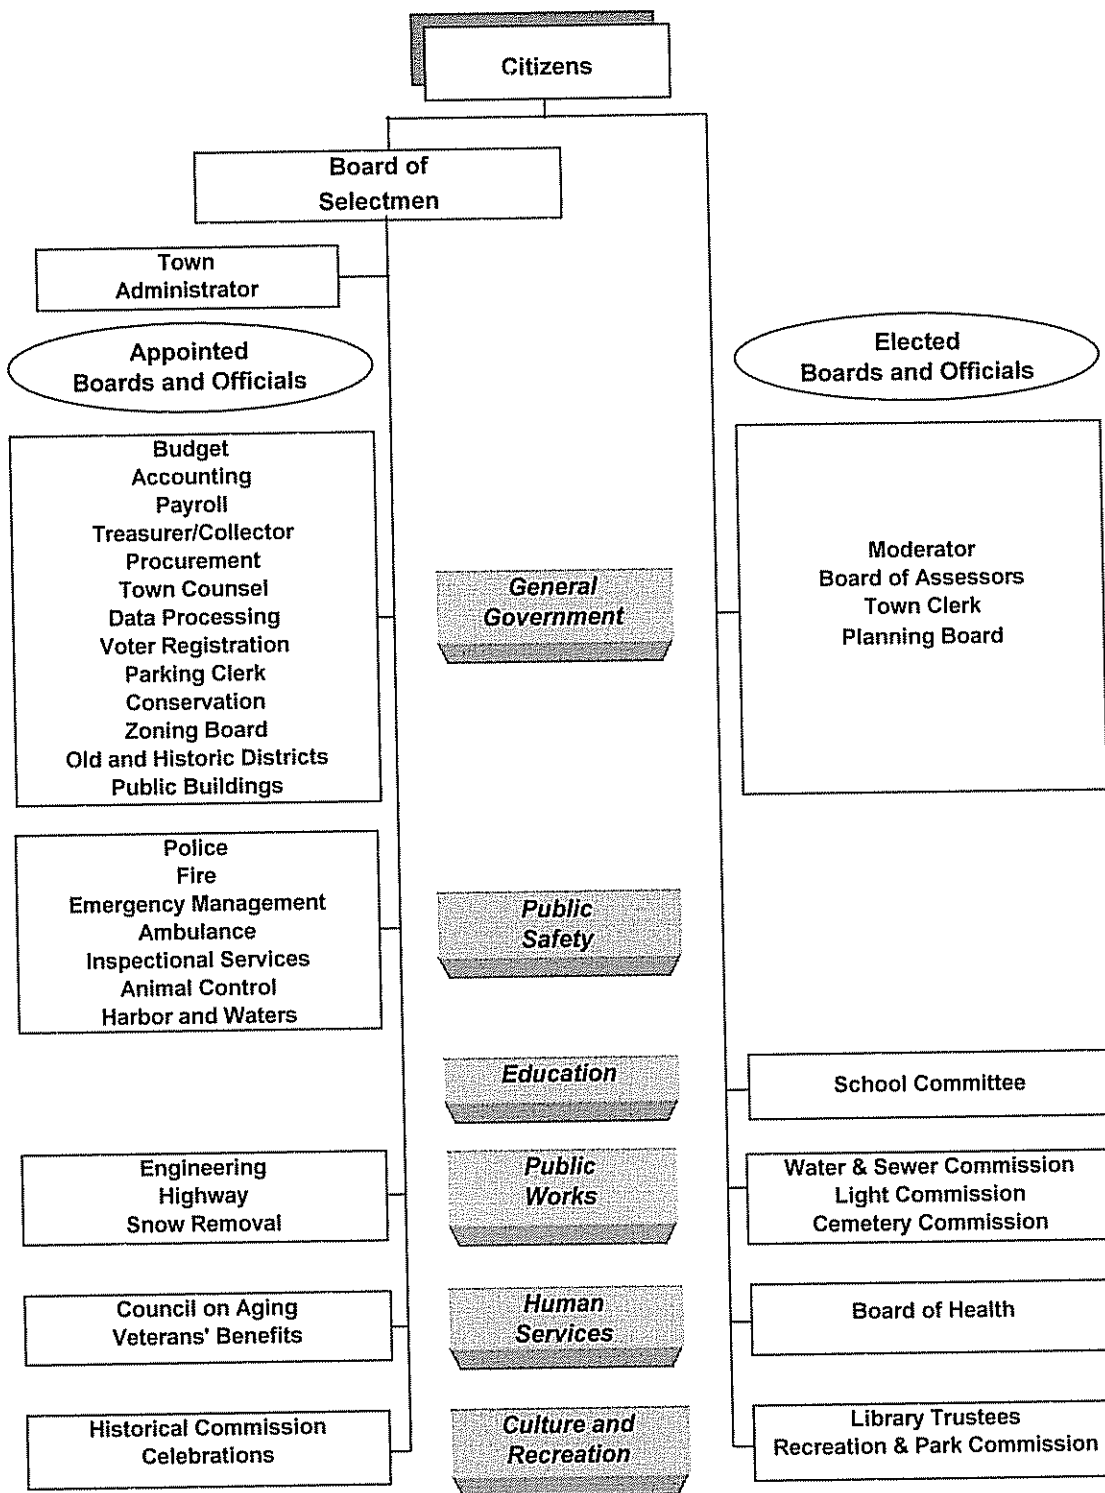 Citizens
Board of
Selectmen
Town
Administrator
Appointed
Boards and Officials
Elected
Boards and Officials
Budget
Accounting
Payroll
Treasurer/Collector
Procurement
Town Counsel
Data Processing
Voter Registration
Parking Clerk
Conservation
Zoning Board
Old and Historic Districts
Public Buildings
General
Government
Moderator
Board of Assessors
Town Clerk
Planning Board
Police
Fire
Emergency Management
Ambulance
Inspectional Services
Animal Control
Harbor and Waters
Public
Safety
Education
School Committee
Engineering
Highway
Snow Removal
Public
Works
Water & Sewer Commission
Light Commission
Cemetery Commission
Council on Aging
Veterans' Benefits
Human
Services
Board of Health
Historical Commission
Celebrations
Culture and
Recreation
Library Trustees
Recreation & Park Commission